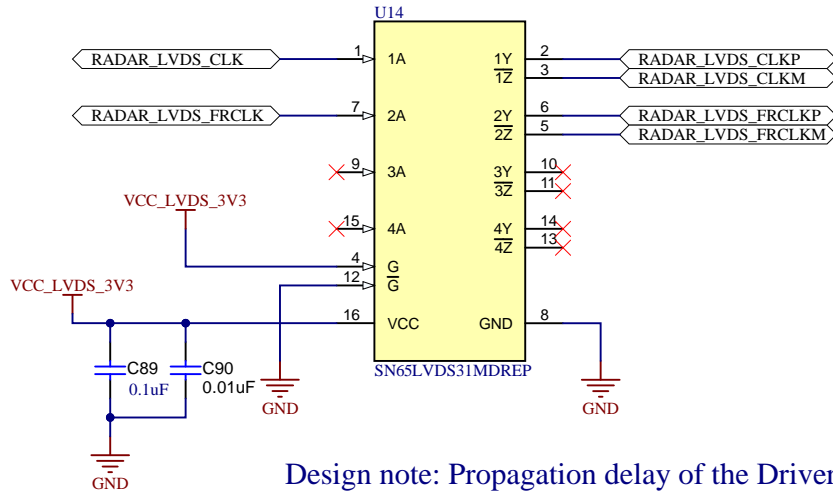 U14
RADAR_LVDS_CLK 1 1A 1Y 2 RADAR_LVDS_CLKP
1Z 3 RADAR_LVDS_CLKM
RADAR_LVDS_FRCLK 7 2A 2Y 6 RADAR_LVDS_FRCLKP
2Z 5 RADAR_LVDS_FRCLKM
9 3A 3Y 10
3Z 11
VCC_LVDS_3V3
15 4A 4Y 14
4Z 13
4 G
12 G
VCC_LVDS_3V3
16 VCC GND 8
C89 C90
0.1uF 0.01uF
SN65LVDS31MDREP
GND GND
GND
Design note: Propagation delay of the Driver